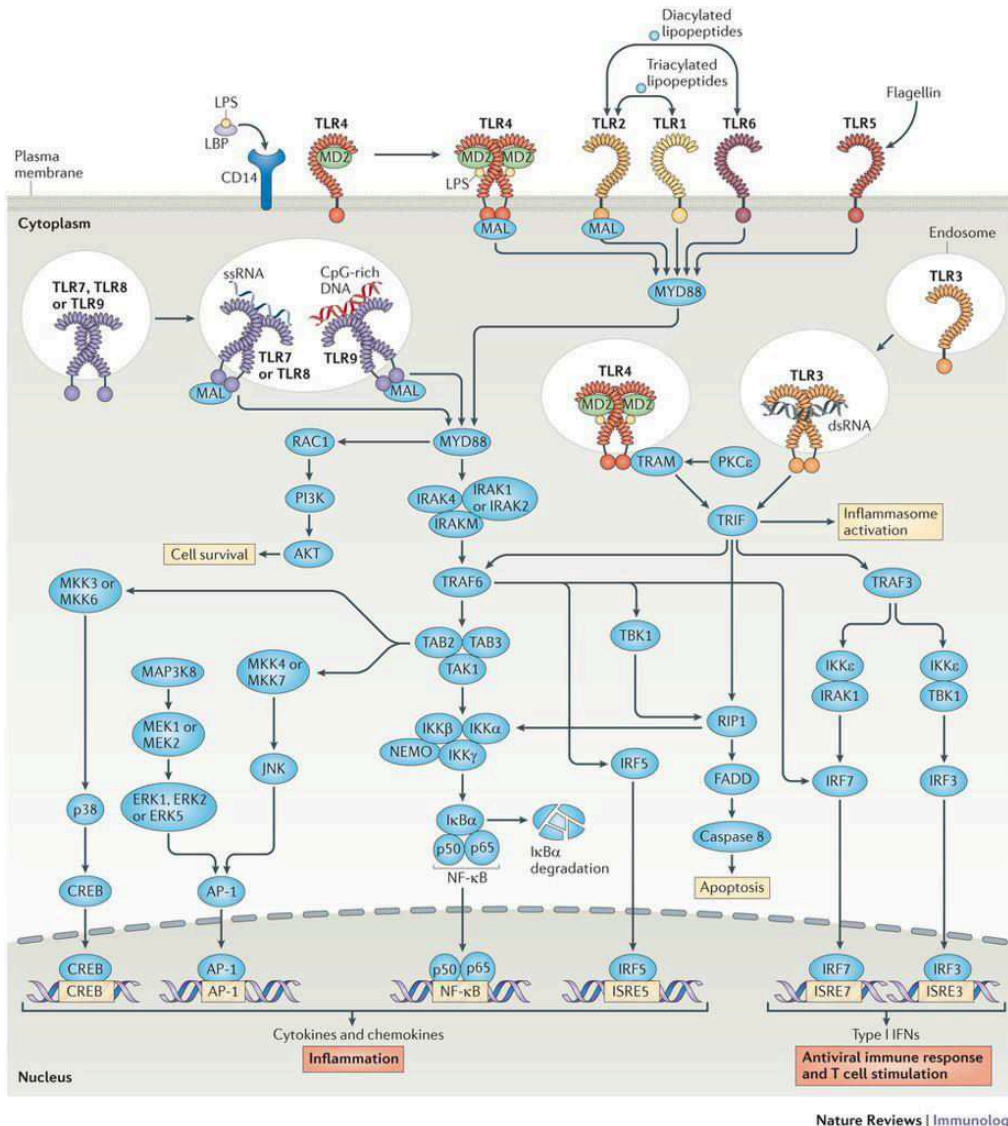 Diacylated
lipopeptides
Triacylated
lipopeptides
LPS
LBP
CD14
TLR4
MD2
TLR4
MD2
MD2
LPS
TLR2
TLR1
TLR6
TLR5
Flagellin
Plasma
membrane
Cytoplasm
MAL
MAL
MYD88
Endosome
TLR3
TLR7, TLR8
or TLR9
ssRNA
CpG-rich
DNA
TLR7
or TLR8
TLR9
MAL
MAL
TLR4
MD2
MD2
TLR3
dsRNA
RAC1
MYD88
TRAM
PKCε
PI3K
IRAK4
IRAK1
or IRAK2
IRAKM
TRIF
Inflammasome
activation
Cell survival
AKT
MKK3 or
MKK6
TRAF6
TRAF3
TAB2
TAB3
TAK1
TBK1
MAP3K8
MKK4 or
MKK7
IKKε
IRAK1
IKKε
TBK1
MEK1 or
MEK2
IKKβ
IKKα
NEMO
IKKγ
RIP1
JNK
IRF5
FADD
IRF7
IRF3
p38
ERK1, ERK2
or ERK5
IκBα
p50
p65
NF-κB
IκBα
degradation
Caspase 8
CREB
AP-1
Apoptosis
CREB
CREB
AP-1
AP-1
p50
p65
NF-κB
IRF5
ISRE5
IRF7
ISRE7
IRF3
ISRE3
Cytokines and chemokines
Inflammation
Type I IFNs
Antiviral immune response
and T cell stimulation
Nucleus
Nature Reviews | Immunolog